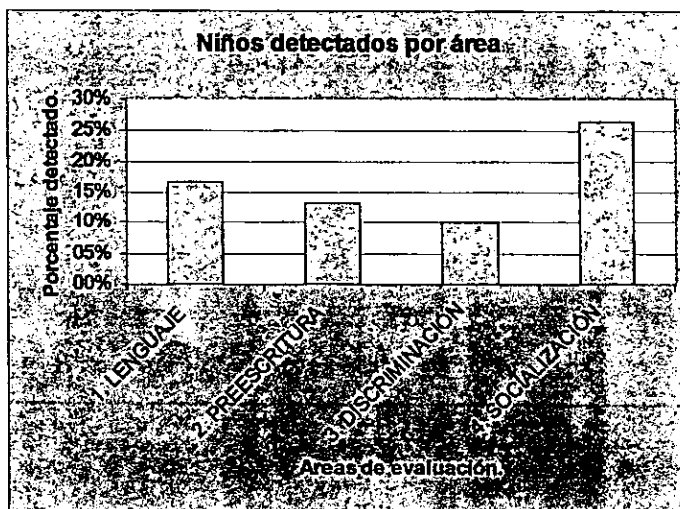 Niños detectados por área
Porcentaje detectado.
30%
25%
20%
15%
10%
05%
00%
1. LENGUAJE
2. PREESCRITURA
3. DISCRIMINACIÓN
4. SOCIALIZACIÓN
Areas de evaluación.